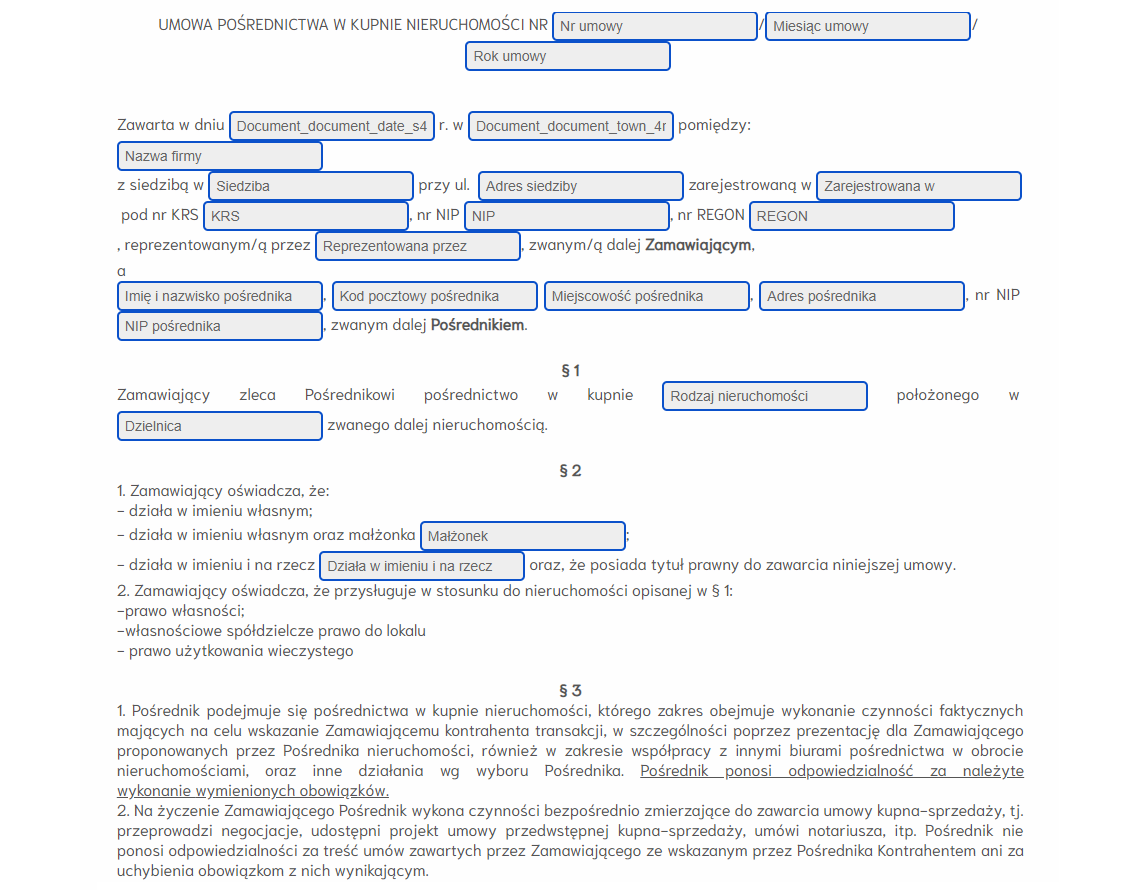 UMOWA POŚREDNICTWA W KUPNIE NIERUCHOMOŚCI NR Nr umowy / Miesiąc umowy /
Rok umowy
Zawarta w dniu Document_document_date_s4 r. w Document_document_town_4r pomiędzy:
Nazwa firmy
z siedzibą w Siedziba przy ul. Adres siedziby zarejestrowaną w Zarejestrowana w
pod nr KRS KRS, nr NIP NIP, nr REGON REGON
, reprezentowanym/ą przez Reprezentowana przez, zwanym/ą dalej Zamawiającym,
a
Imię i nazwisko pośrednika, Kod pocztowy pośrednika Miejscowość pośrednika, Adres pośrednika, nr NIP
NIP pośrednika, zwanym dalej Pośrednikiem.
§ 1
Zamawiający zleca Pośrednikowi pośrednictwo w kupnie Rodzaj nieruchomości położonego w
Dzielnica zwanego dalej nieruchomością.
§ 2
1. Zamawiający oświadcza, że:
– działa w imieniu własnym;
– działa w imieniu własnym oraz małżonka Małżonek;
– działa w imieniu i na rzecz Działa w imieniu i na rzecz oraz, że posiada tytuł prawny do zawarcia niniejszej umowy.
2. Zamawiający oświadcza, że przysługuje w stosunku do nieruchomości opisanej w § 1:
–prawo własności;
–własnościowe spółdzielcze prawo do lokalu
– prawo użytkowania wieczystego
§ 3
1. Pośrednik podejmuje się pośrednictwa w kupnie nieruchomości, którego zakres obejmuje wykonanie czynności faktycznych
mających na celu wskazanie Zamawiającemu kontrahenta transakcji, w szczególności poprzez prezentację dla Zamawiającego
proponowanych przez Pośrednika nieruchomości, również w zakresie współpracy z innymi biurami pośrednictwa w obrocie
nieruchomościami, oraz inne działania wg wyboru Pośrednika. Pośrednik ponosi odpowiedzialność za należyte
wykonanie wymienionych obowiązków.
2. Na życzenie Zamawiającego Pośrednik wykona czynności bezpośrednio zmierzające do zawarcia umowy kupna–sprzedaży, tj.
przeprowadzi negocjacje, udostępni projekt umowy przedwstępnej kupna–sprzedaży, umówi notariusza, itp. Pośrednik nie
ponosi odpowiedzialności za treść umów zawartych przez Zamawiającego ze wskazanym przez Pośrednika Kontrahentem ani za
uchybienia obowiązkom z nich wynikającym.